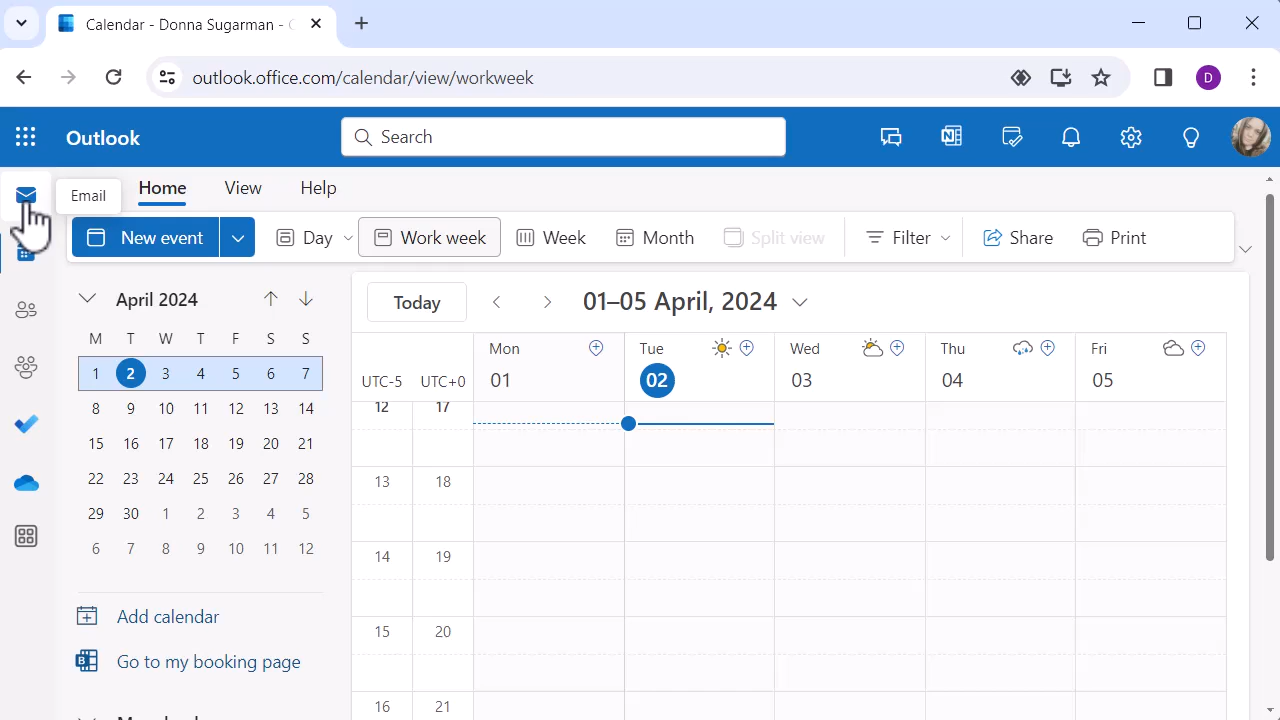 Calendar - Donna Sugarman -
outlook.office.com/calendar/view/workweek
D
Outlook
Search
Email
Home View Help
New event Day Work week Week Month Split view Filter Share Print
April 2024
M T W T F S S
1 2 3 4 5 6 7
8 9 10 11 12 13 14
15 16 17 18 19 20 21
22 23 24 25 26 27 28
29 30 1 2 3 4 5
6 7 8 9 10 11 12
Add calendar
Go to my booking page
Today 01–05 April, 2024
Mon Tue Wed Thu Fri
UTC-5 UTC+0 01 02 03 04 05
12 17
13 18
14 19
15 20
16 21